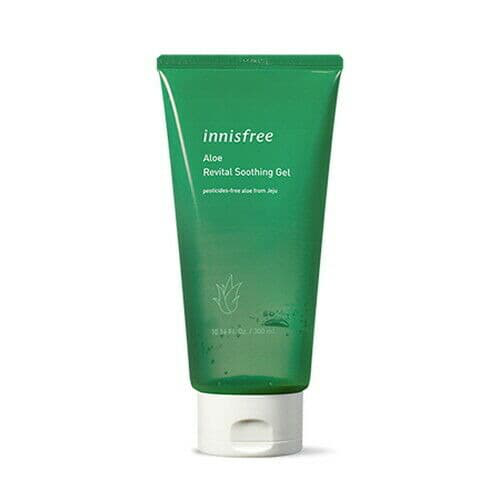 innisfree
Aloe
Revital Soothing Gel
pesticides-free aloe from Jeju
10.14 Fl. Oz. / 300 mL